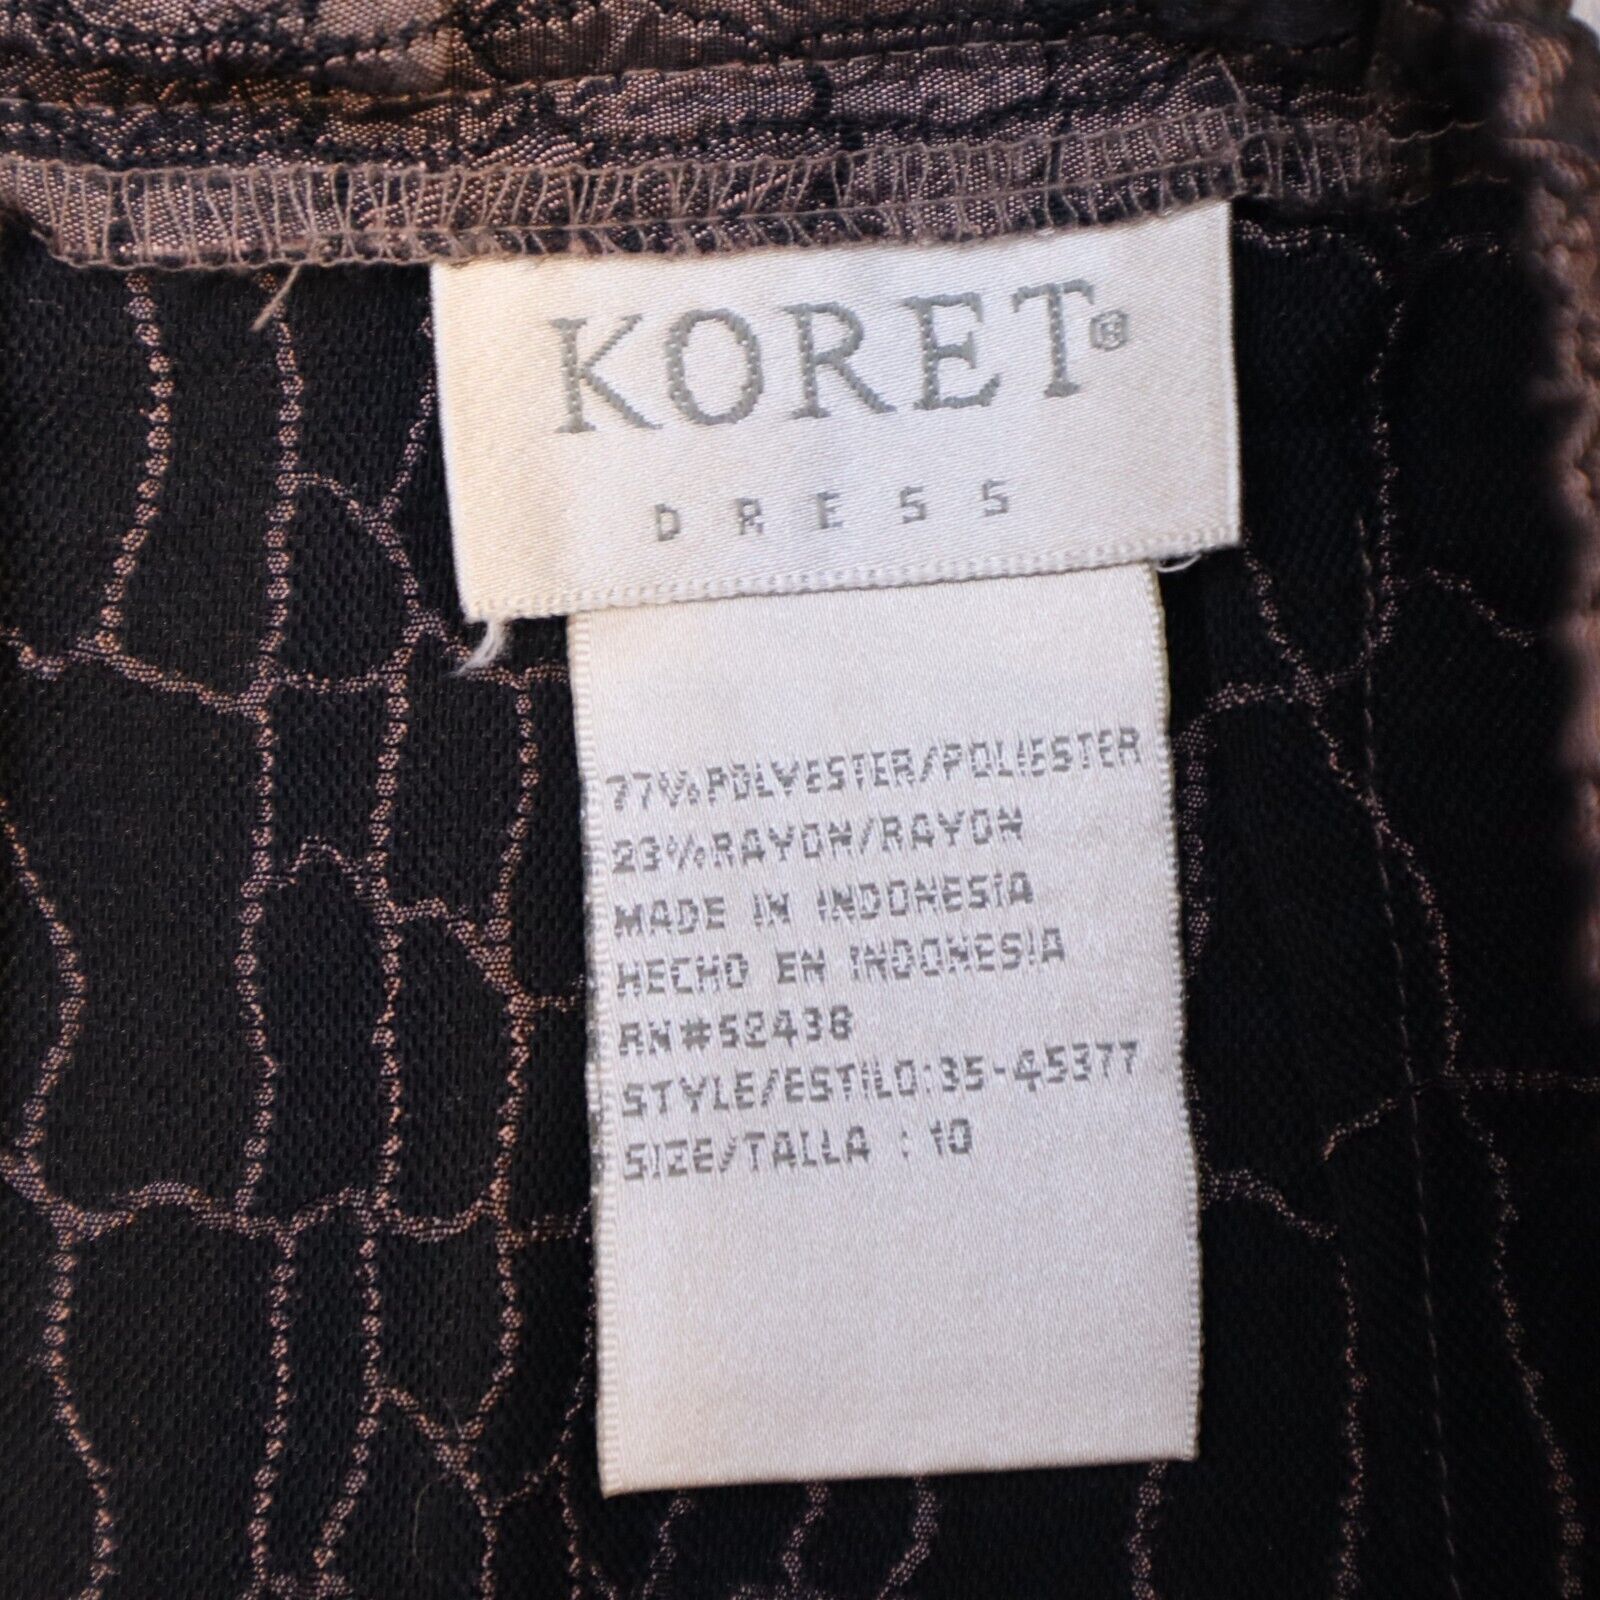 KORET®
DRESS
77%POLYESTER/POLIESTER
23%RAYON/RAYON
MADE IN INDONESIA
HECHO EN INDONESIA
RN#52438
STYLE/ESTILO:35-45377
SIZE/TALLA : 10